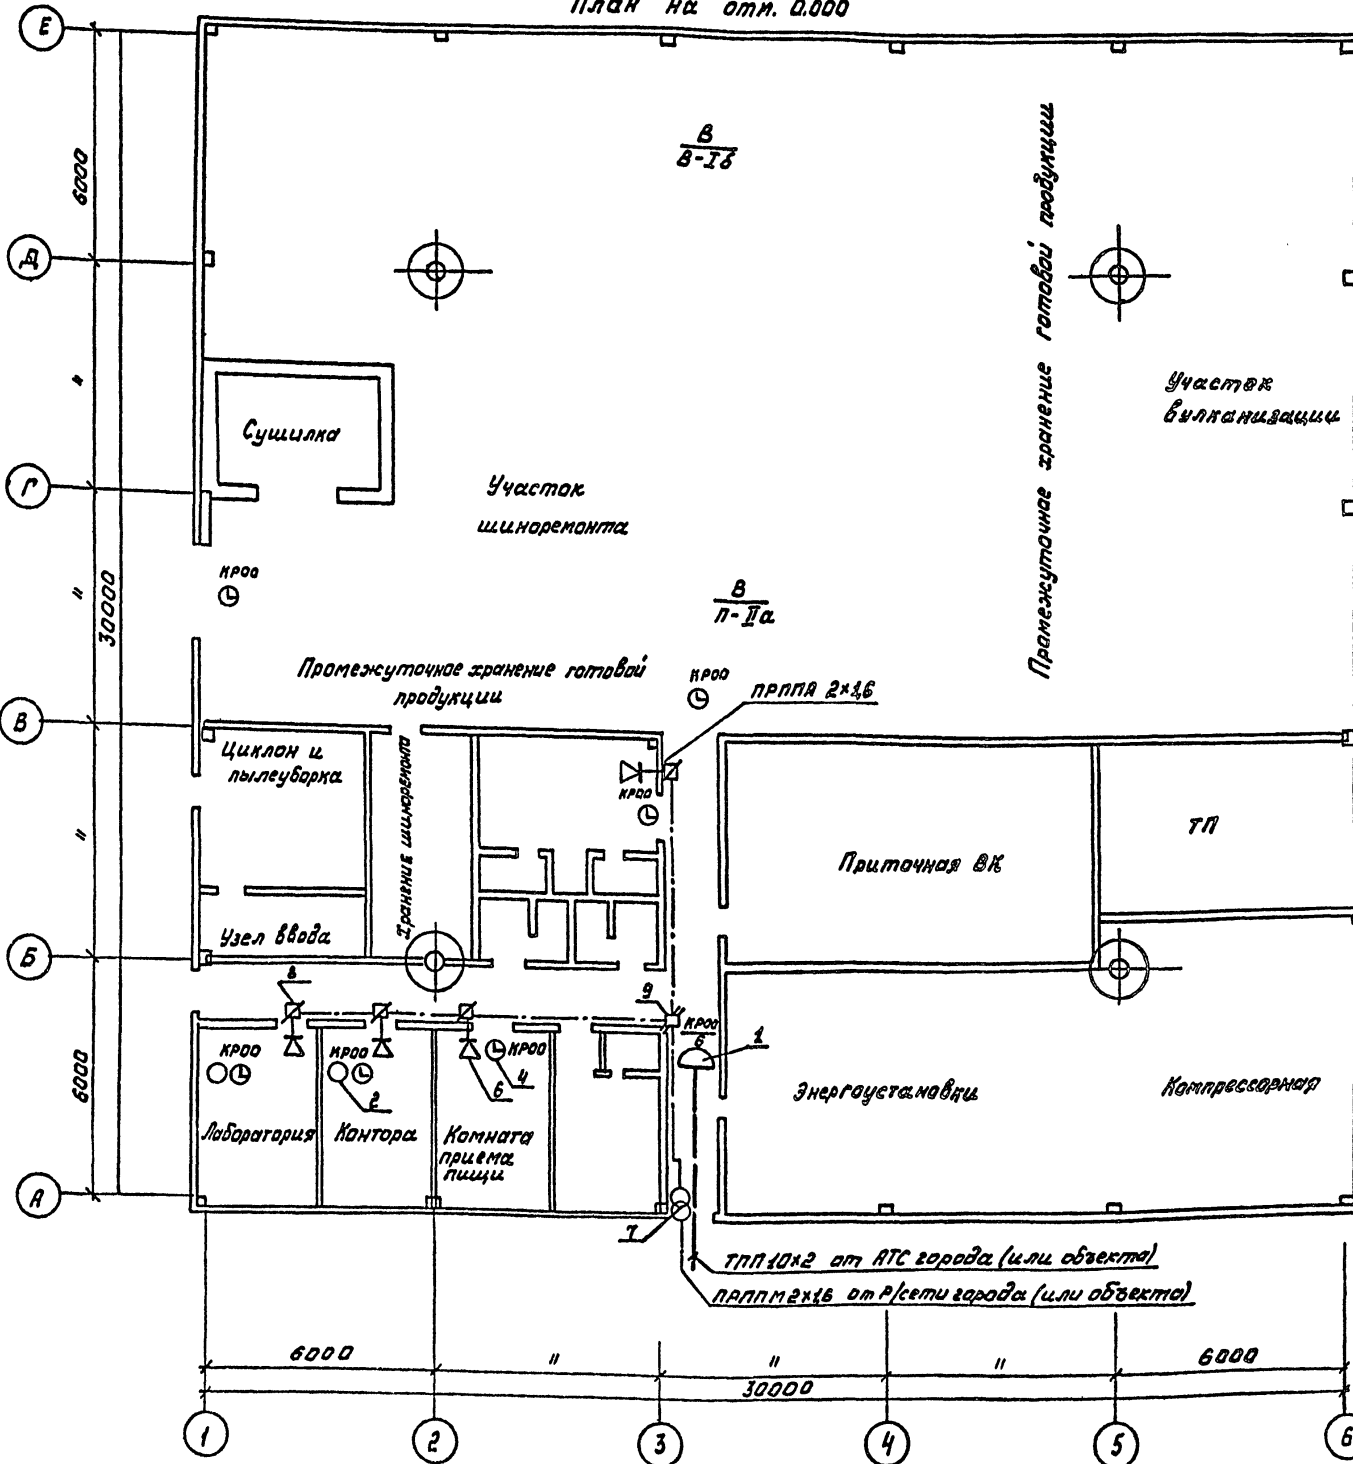 План на отм. 0.000
Е
6000
В
В-Iб
Д
Промежуточное хранение готовой продукции
"
Участок
вулканизации
Сушилка
Г
Участок
шиноремонта
КРОО
"
30000
В
П-IIа
Промежуточное хранение готовой
продукции
КРОО
ПРППА 2×1,6
В
Циклон и
пылеуборка
Хранение шиноремонта
КРОО
"
ТП
Приточная ВК
Узел ввода
Б
8
9
КРОО
6
1
КРОО
КРОО
КРОО
4
6
2
6000
Энергоустановки
Компрессорная
Лаборатория
Контора
Комната
приема
пищи
А
7
ТПП 10×2 от АТС города (или объекта)
ПРППМ 2×1,6 от Р/сети города (или объекта)
6000
"
"
"
6000
30000
1
2
3
4
5
6